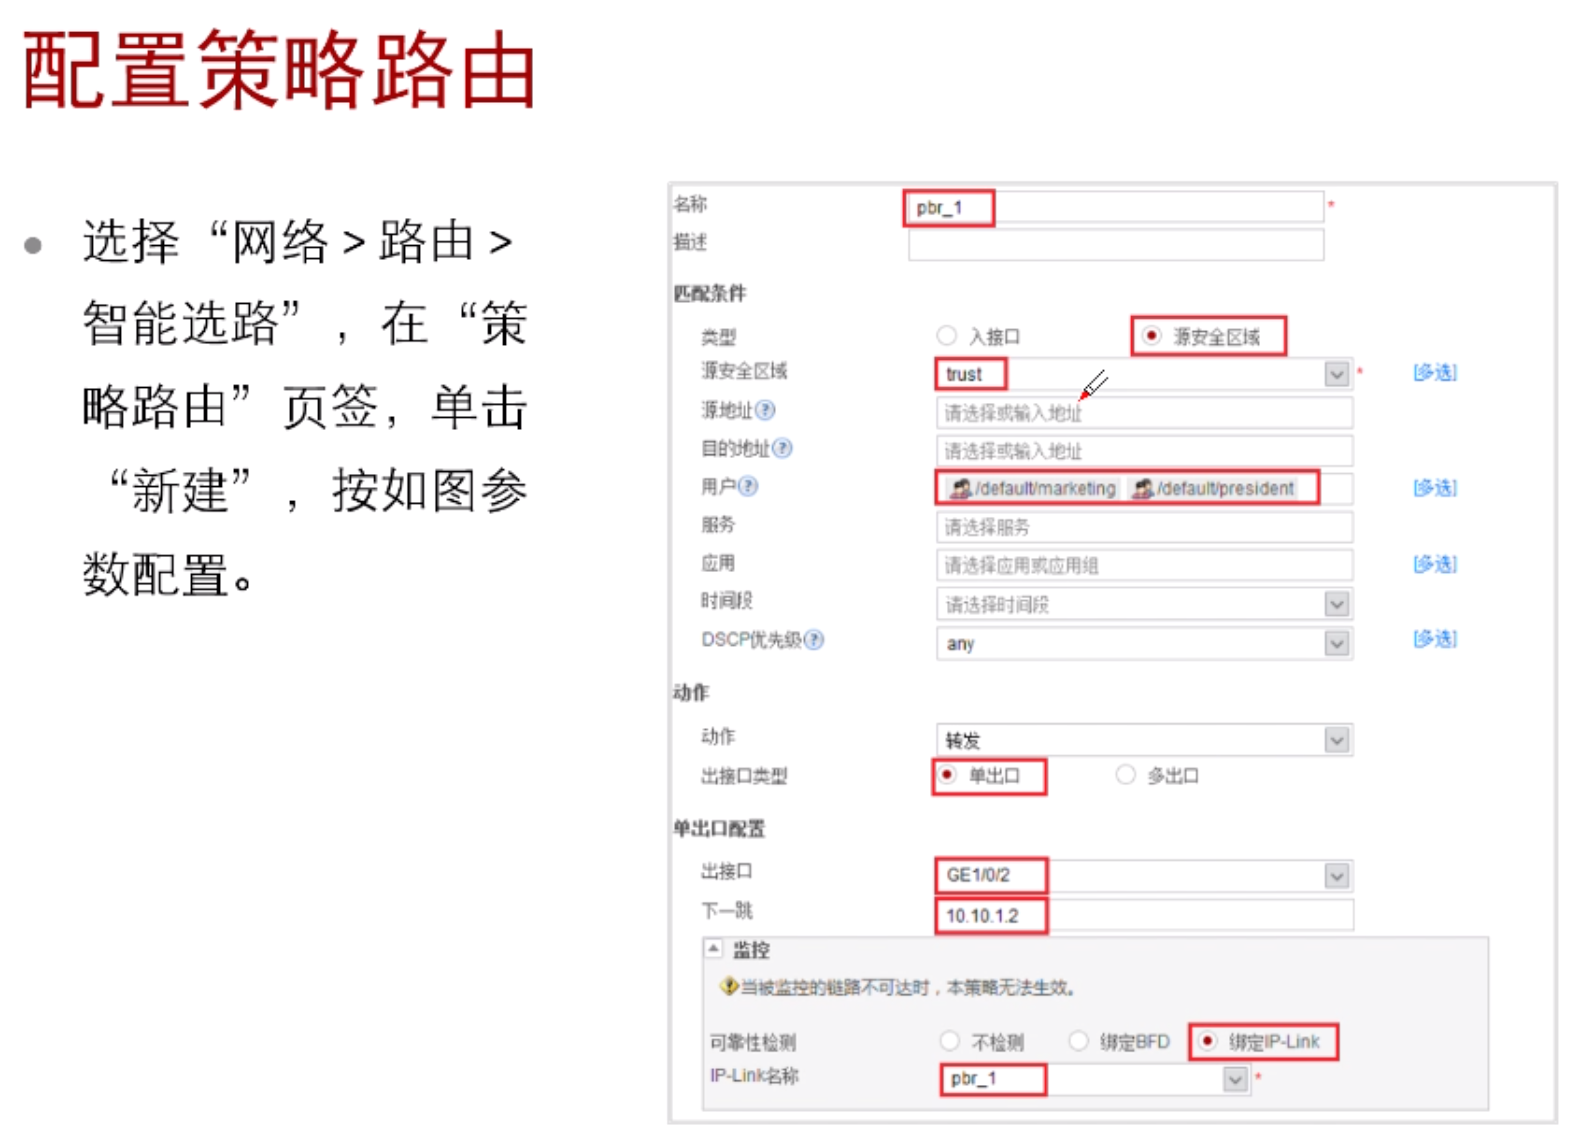 配置策略路由
选择“网络>路由>
智能选路”，在“策
略路由”页签，单击
“新建”，按如图参
数配置。
名称 pbr_1 *
描述
匹配条件
类型 入接口 源安全区域
源安全区域 trust * [多选]
源地址 请选择或输入地址
目的地址 请选择或输入地址
用户 /default/marketing /default/president [多选]
服务 请选择服务
应用 请选择应用或应用组 [多选]
时间段 请选择时间段
DSCP优先级 any [多选]
动作
动作 转发
出接口类型 单出口 多出口
单出口配置
出接口 GE1/0/2
下一跳 10.10.1.2
监控
当被监控的链路不可达时，本策略无法生效。
可靠性检测 不检测 绑定BFD 绑定IP-Link
IP-Link名称 pbr_1 *